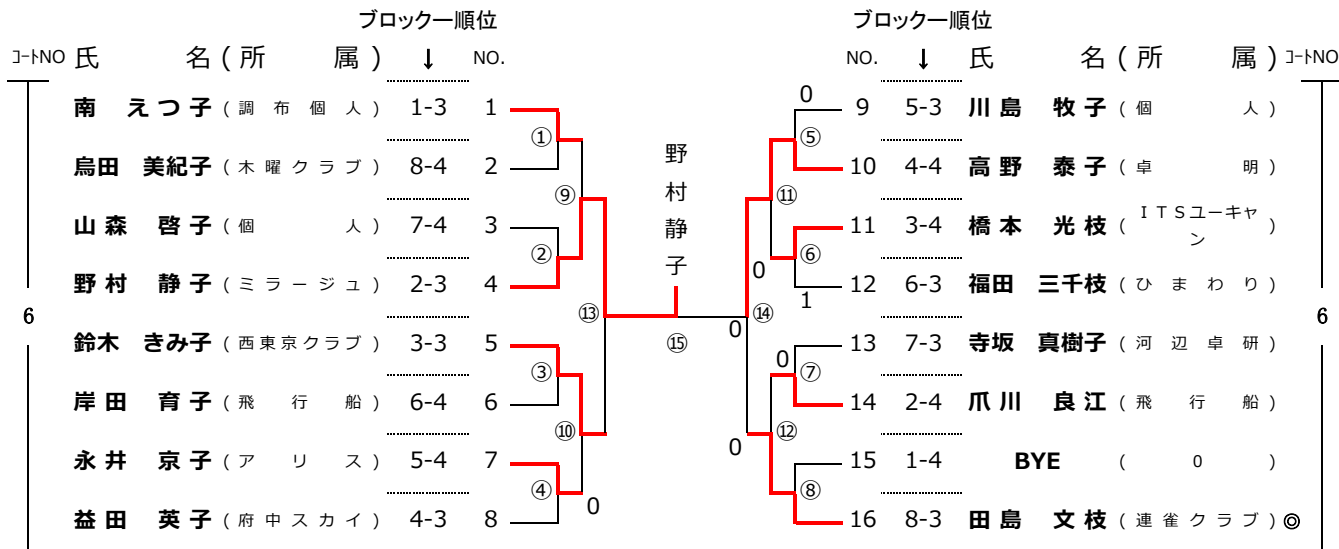 ブロック一順位 ブロック一順位
ｺｰﾄNO 氏 名 ( 所 属 ) ↓ NO. NO. ↓ 氏 名 ( 所 属 ) ｺｰﾄNO
南 えつ子 ( 調布個人 ) 1-3 1 0 9 5-3 川島 牧子 ( 個 人 )
① ⑤
烏田 美紀子 ( 木曜クラブ ) 8-4 2 10 4-4 高野 泰子 ( 卓 明 )
⑨ ⑪
山森 啓子 ( 個 人 ) 7-4 3 11 3-4 橋本 光枝 ( ＩＴＳユーキャン )
② ⑥
野村 静子 ( ミラージュ ) 2-3 4 0 12 6-3 福田 三千枝 ( ひまわり )
1
野村静子
6 ⑬ ⑭ 6
0
⑮
鈴木 きみ子 ( 西東京クラブ ) 3-3 5 13 7-3 寺坂 真樹子 ( 河辺卓研 )
0
③ ⑦
岸田 育子 ( 飛行船 ) 6-4 6 14 2-4 爪川 良江 ( 飛行船 )
⑩ ⑫
0
永井 京子 ( アリス ) 5-4 7 15 1-4 BYE ( 0 )
④ ⑧
0
益田 英子 ( 府中スカイ ) 4-3 8 16 8-3 田島 文枝 ( 連雀クラブ ) ◎